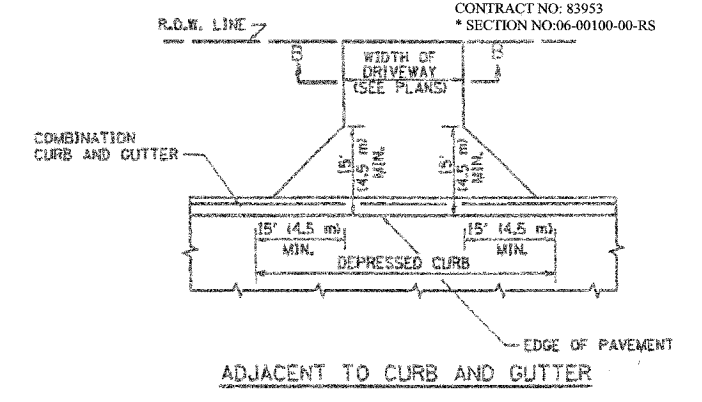 CONTRACT NO: 83953
* SECTION NO:06-00100-00-RS
R.O.W. LINE
B
B
WIDTH OF
DRIVEWAY
(SEE PLANS)
COMBINATION
CURB AND GUTTER
15'
(4.5 m)
MIN.
15'
(4.5 m)
MIN.
15' (4.5 m)
MIN.
15' (4.5 m)
MIN.
DEPRESSED CURB
EDGE OF PAVEMENT
ADJACENT TO CURB AND GUTTER